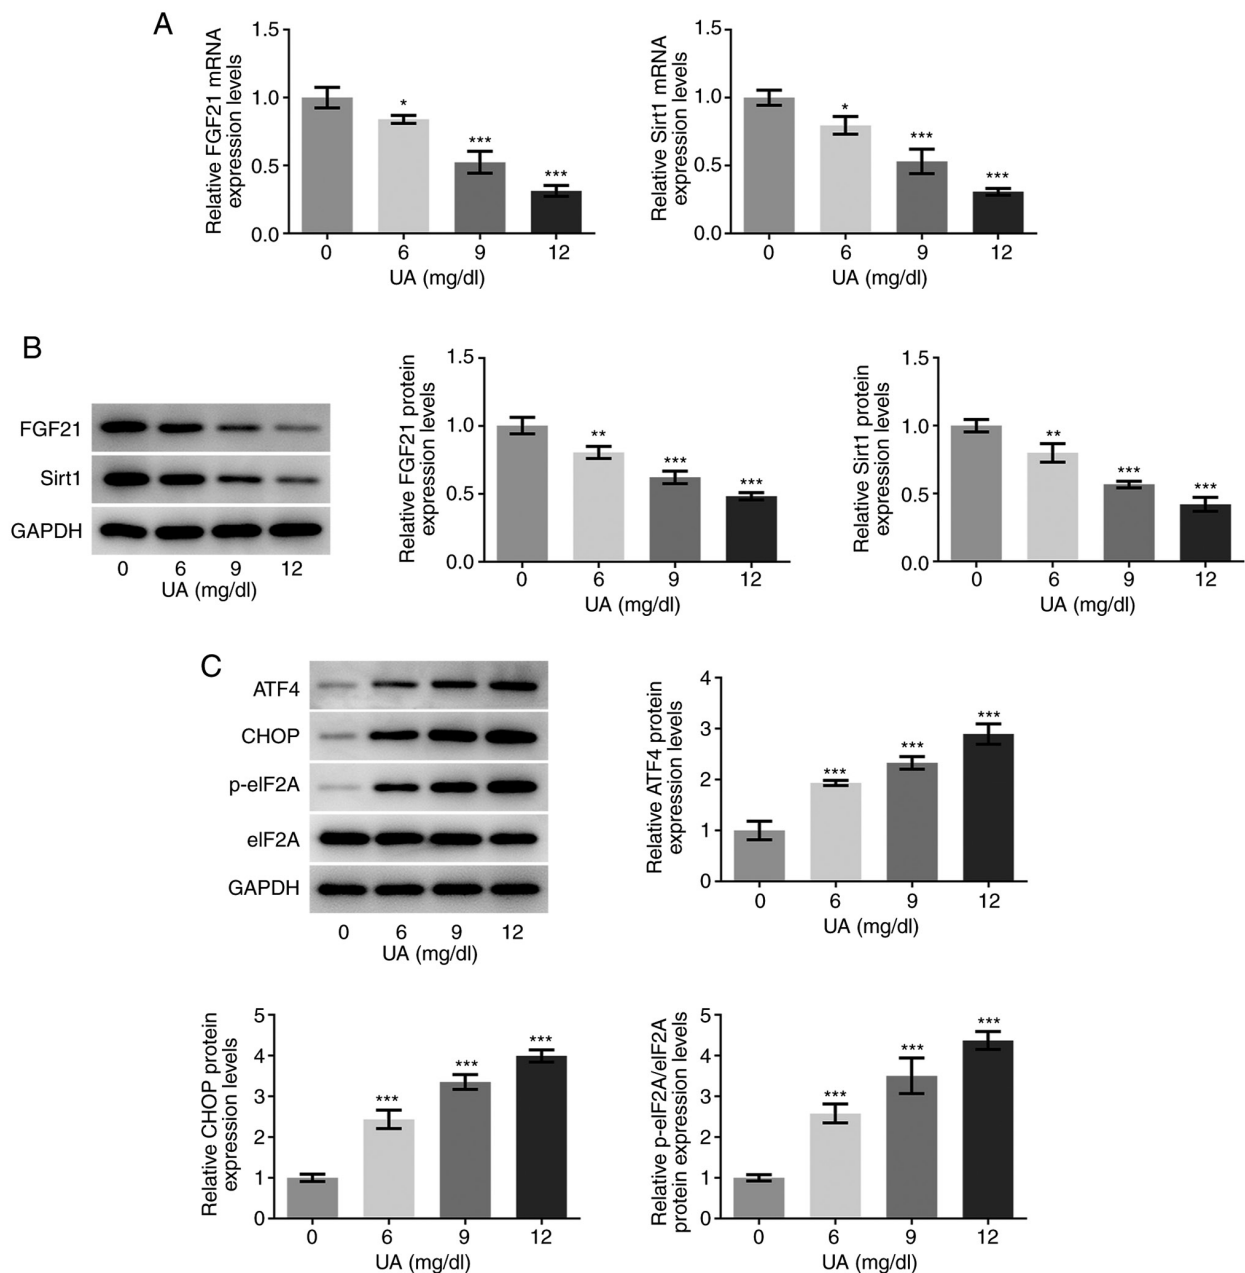 A
Relative FGF21 mRNA
expression levels
1.5
1.0
0.5
0.0
*
***
***
0 6 9 12
UA (mg/dl)
Relative Sirt1 mRNA
expression levels
1.5
1.0
0.5
0.0
*
***
***
0 6 9 12
UA (mg/dl)
B
FGF21
Sirt1
GAPDH
0 6 9 12
UA (mg/dl)
Relative FGF21 protein
expression levels
1.5
1.0
0.5
0.0
**
***
***
0 6 9 12
UA (mg/dl)
Relative Sirt1 protein
expression levels
1.5
1.0
0.5
0.0
**
***
***
0 6 9 12
UA (mg/dl)
C
ATF4
CHOP
p-eIF2A
eIF2A
GAPDH
0 6 9 12
UA (mg/dl)
Relative ATF4 protein
expression levels
4
3
2
1
0
***
***
***
0 6 9 12
UA (mg/dl)
Relative CHOP protein
expression levels
5
4
3
2
1
0
***
***
***
0 6 9 12
UA (mg/dl)
Relative p-eIF2A/eIF2A
protein expression levels
5
4
3
2
1
0
***
***
***
0 6 9 12
UA (mg/dl)